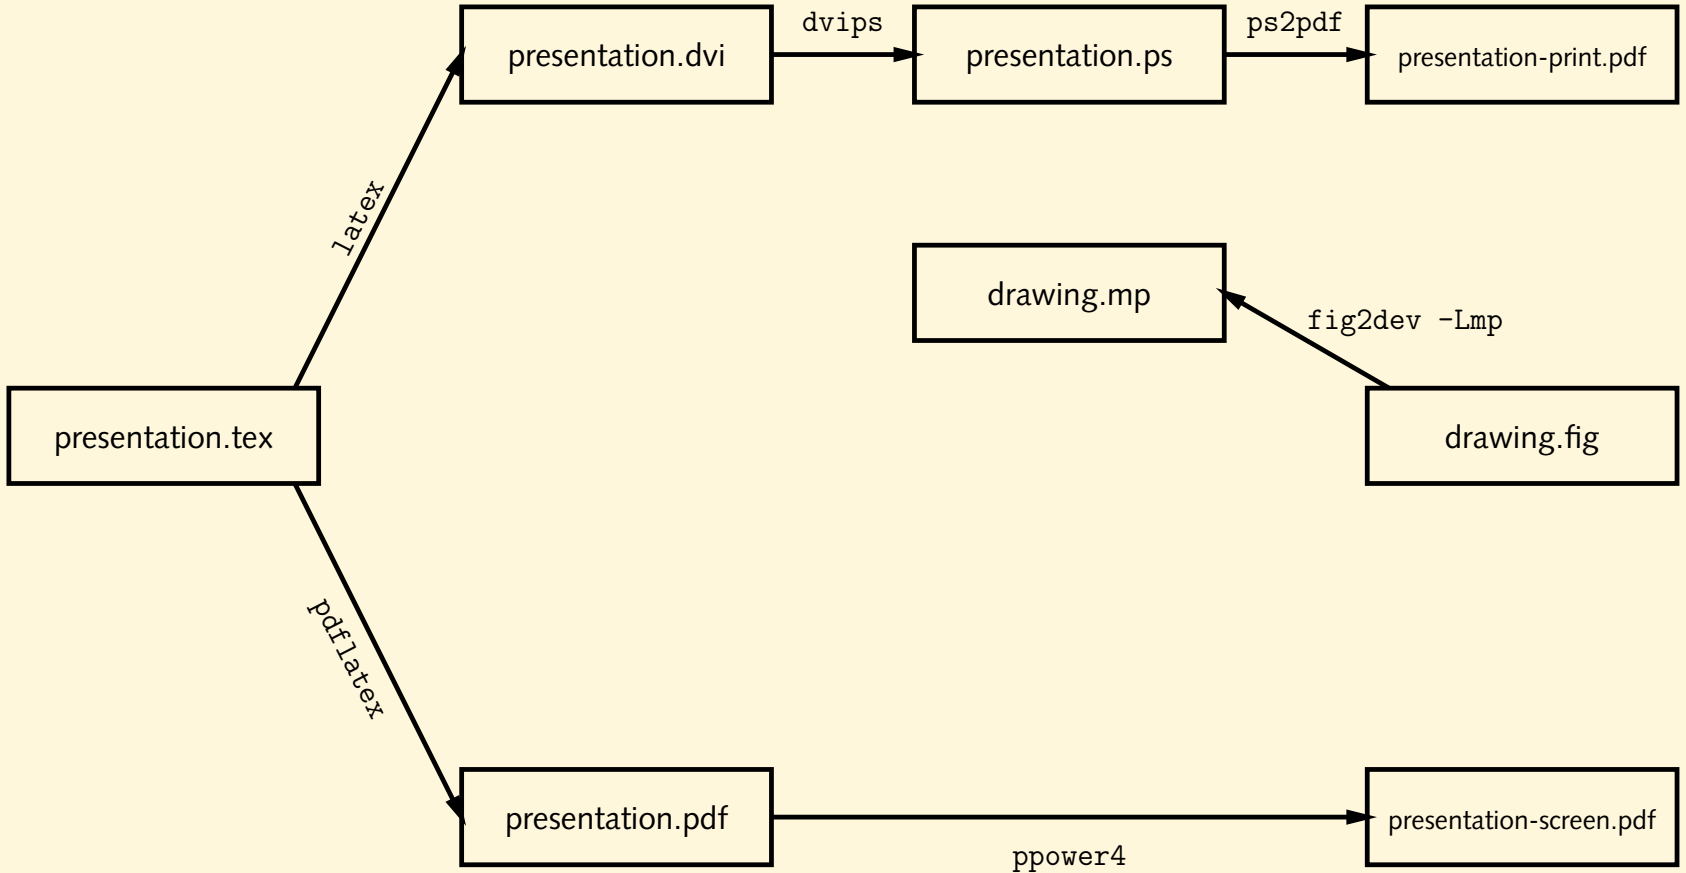 dvips
ps2pdf
presentation.dvi
presentation.ps
presentation-print.pdf
latex
drawing.mp
fig2dev -Lmp
presentation.tex
drawing.fig
pdflatex
presentation.pdf
presentation-screen.pdf
ppower4